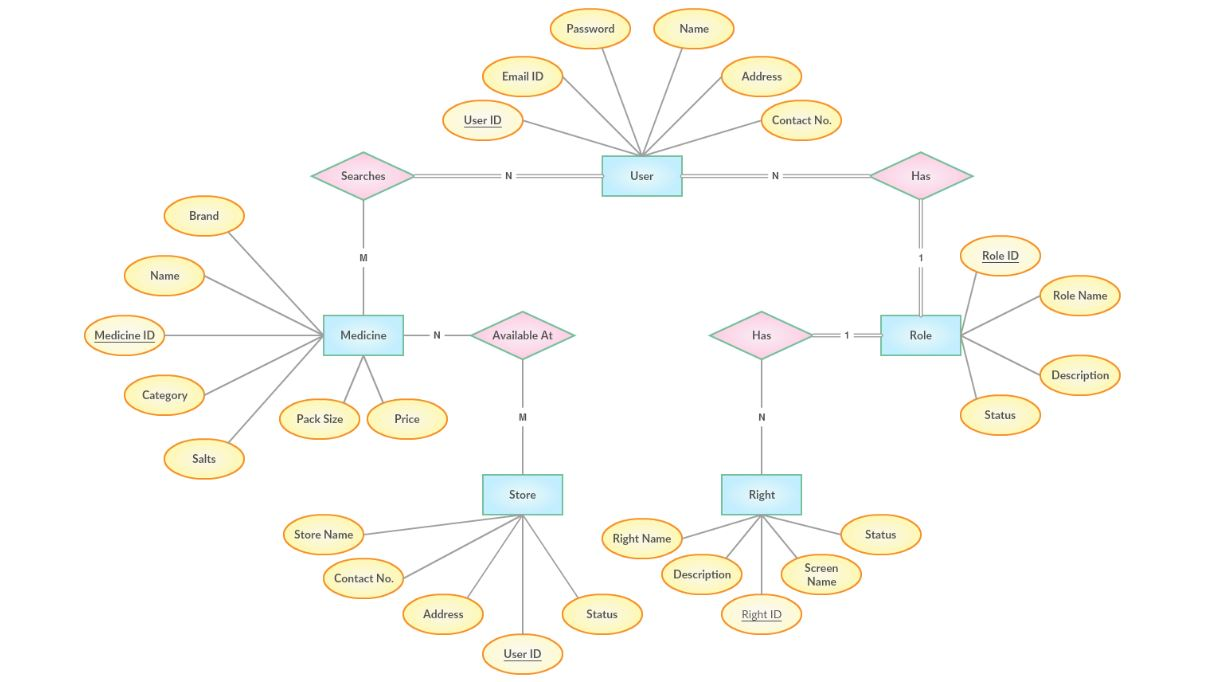 Password
Name
Email ID
Address
User ID
Contact No.
Searches
N
User
N
Has
Brand
M
1
Role ID
Name
Role Name
Medicine ID
Medicine
N
Available At
Has
1
Role
Category
Description
Pack Size
Price
M
N
Status
Salts
Store
Right
Store Name
Right Name
Status
Contact No.
Description
Screen
Name
Address
Status
Right ID
User ID